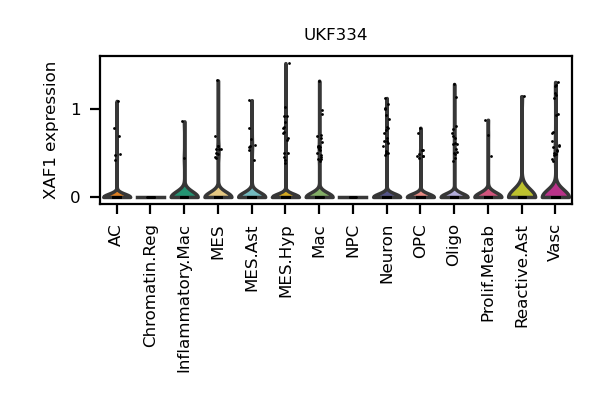 UKF334
XAF1 expression
1
0
AC
Chromatin.Reg
Inflammatory.Mac
MES
MES.Ast
MES.Hyp
Mac
NPC
Neuron
OPC
Oligo
Prolif.Metab
Reactive.Ast
Vasc